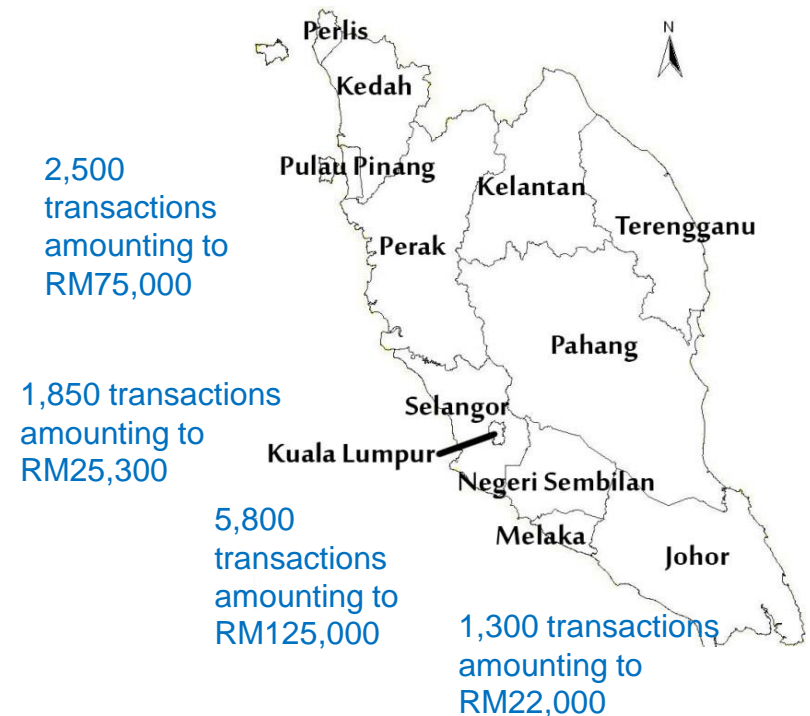 N
Perlis
Kedah
Pulau Pinang
Kelantan
Terengganu
Perak
Pahang
Selangor
Kuala Lumpur
Negeri Sembilan
Melaka
Johor
2,500
transactions
amounting to
RM75,000
1,850 transactions
amounting to
RM25,300
5,800
transactions
amounting to
RM125,000
1,300 transactions
amounting to
RM22,000